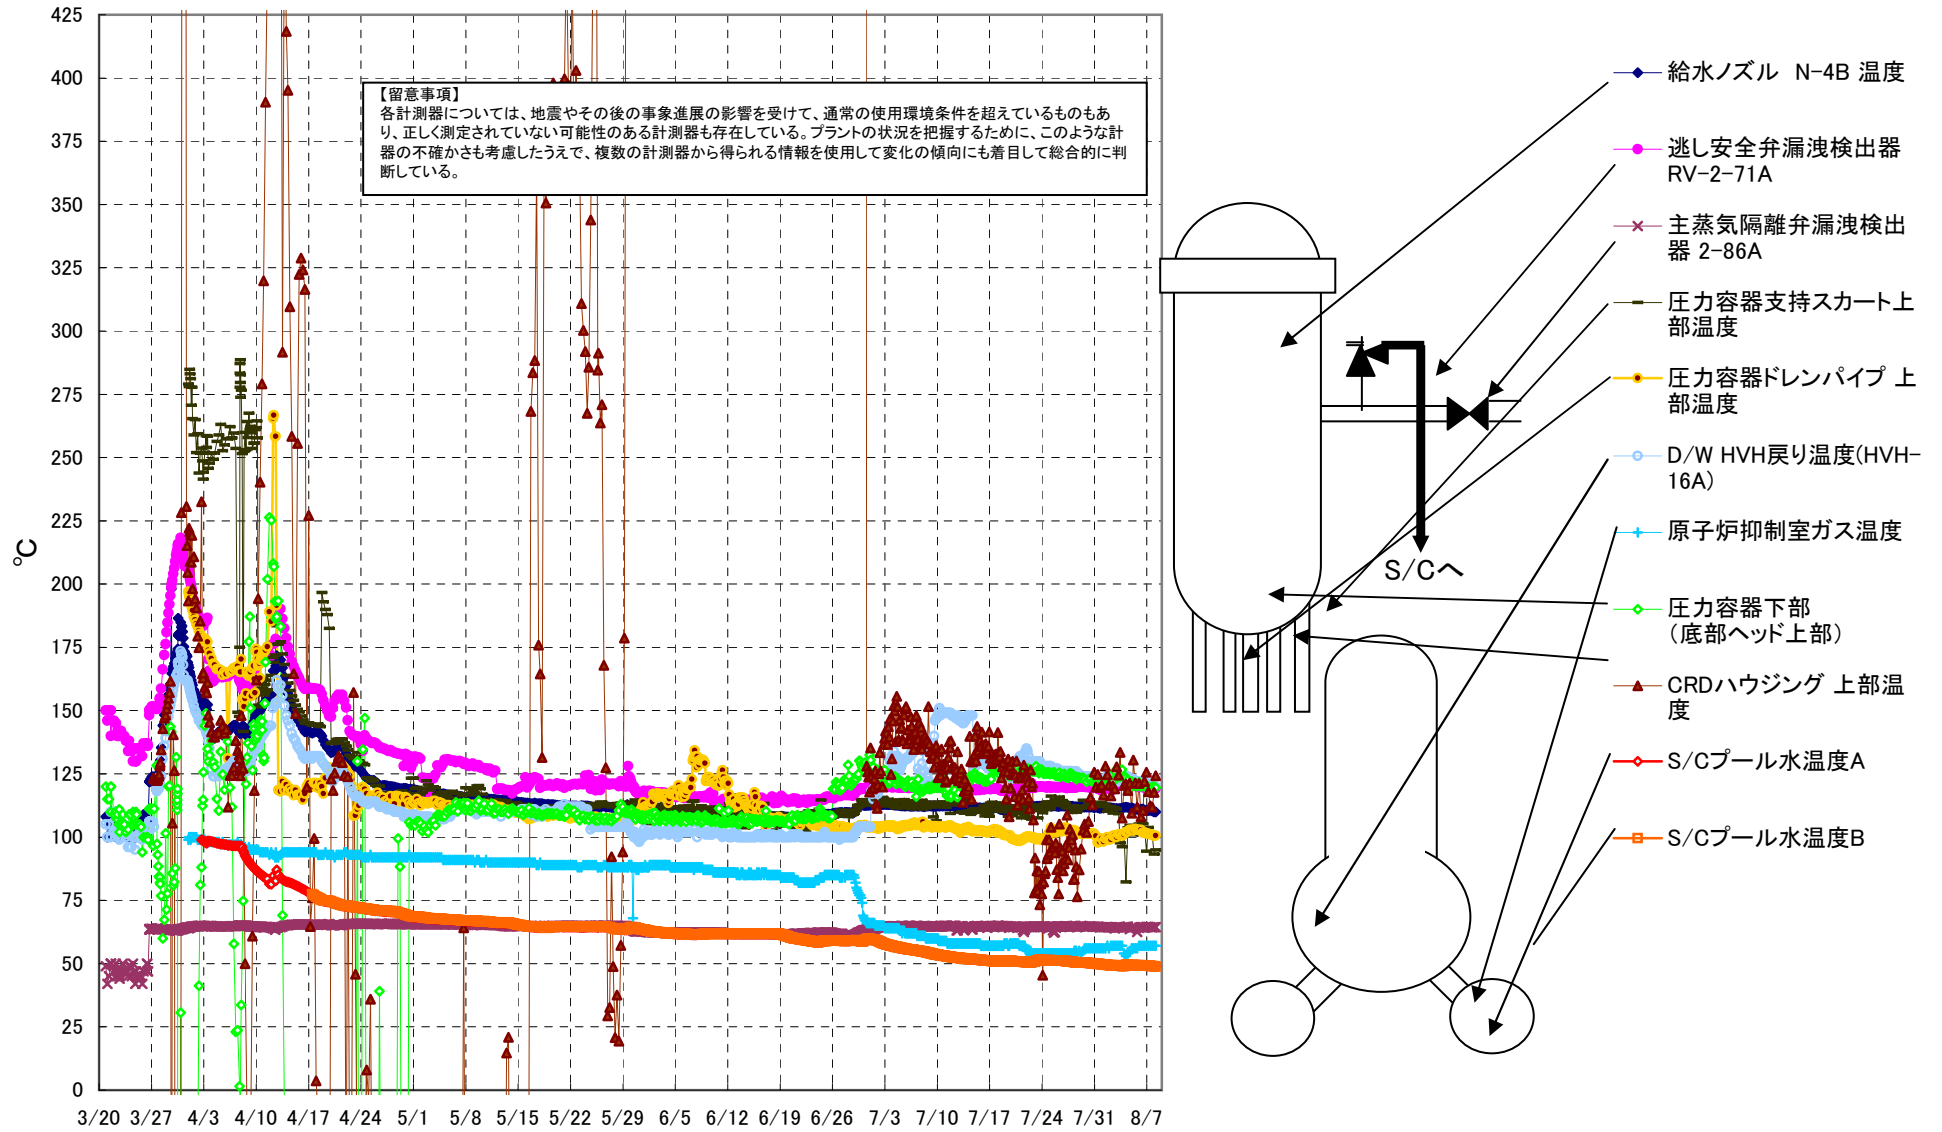 425
400
375
350
325
300
275
250
225
200
175
150
125
100
75
50
25
0
℃
3/20 3/27 4/3 4/10 4/17 4/24 5/1 5/8 5/15 5/22 5/29 6/5 6/12 6/19 6/26 7/3 7/10 7/17 7/24 7/31 8/7
【留意事項】
各計測器については、地震やその後の事象進展の影響を受けて、通常の使用環境条件を超えているものもあ
り、正しく測定されていない可能性のある計測器も存在している。プラントの状況を把握するために、このような計
器の不確かさも考慮したうえで、複数の計測器から得られる情報を使用して変化の傾向にも着目して総合的に判
断している。
S/Cへ
給水ノズル N-4B 温度
逃し安全弁漏洩検出器
RV-2-71A
主蒸気隔離弁漏洩検出
器 2-86A
圧力容器支持スカート上
部温度
圧力容器ドレンパイプ 上
部温度
D/W HVH戻り温度(HVH-
16A)
原子炉抑制室ガス温度
圧力容器下部
（底部ヘッド上部）
CRDハウジング 上部温
度
S/Cプール水温度A
S/Cプール水温度B